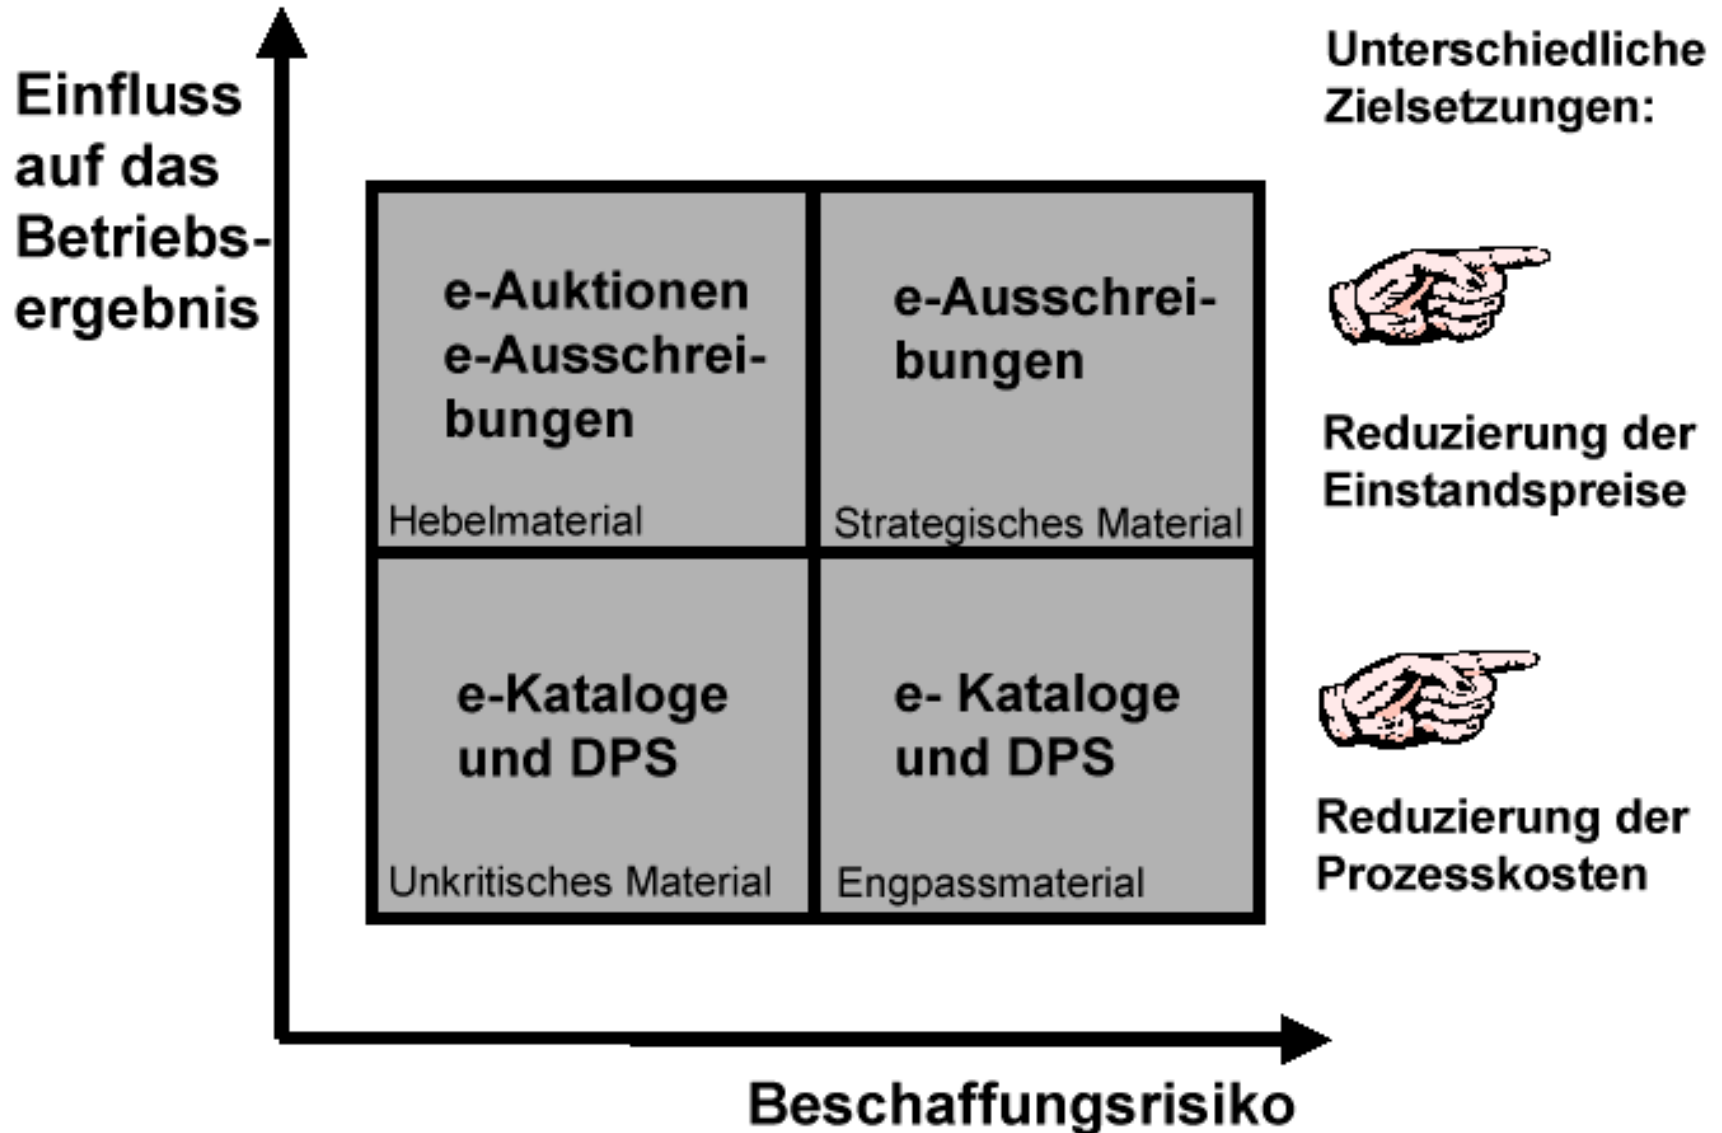 Einfluss
auf das
Betriebs-
ergebnis
Unterschiedliche
Zielsetzungen:
e-Auktionen
e-Ausschrei-
bungen
Hebelmaterial
e-Ausschrei-
bungen
Strategisches Material
Reduzierung der
Einstandspreise
e-Kataloge
und DPS
Unkritisches Material
e- Kataloge
und DPS
Engpassmaterial
Reduzierung der
Prozesskosten
Beschaffungsrisiko